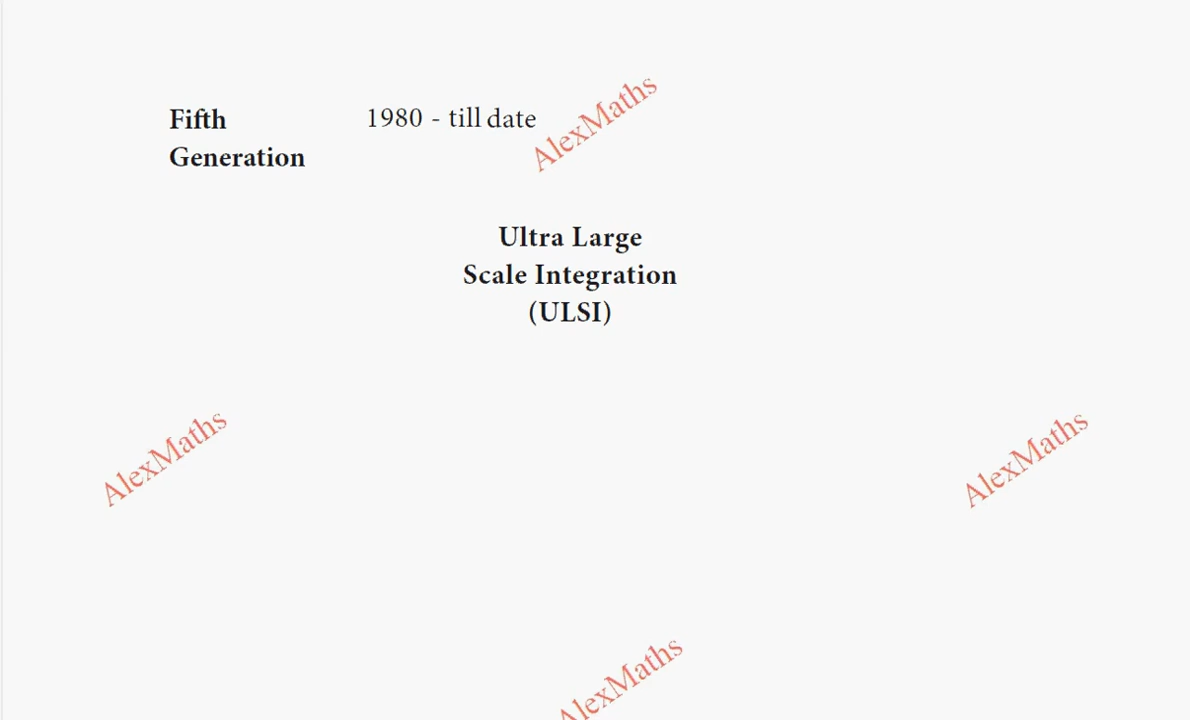 Fifth
Generation
1980 - till date
AlexMaths
Ultra Large
Scale Integration
(ULSI)
AlexMaths
AlexMaths
AlexMaths